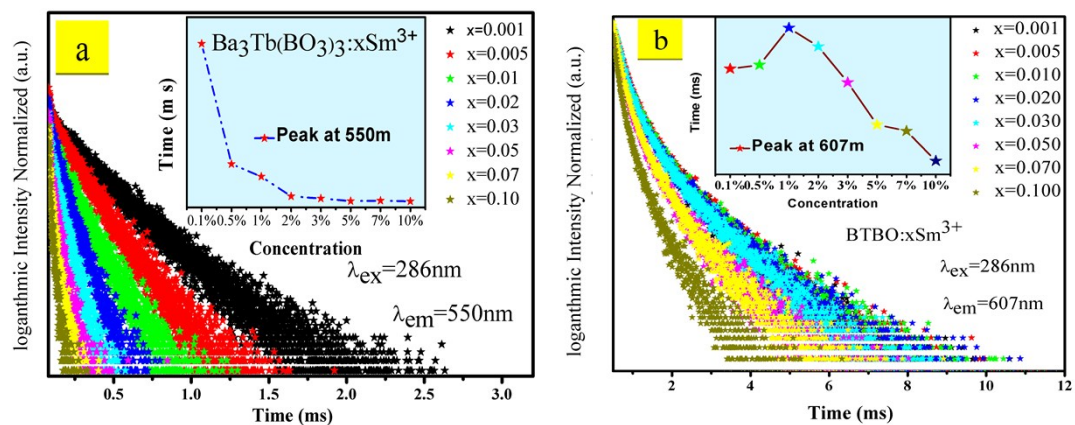 a
Ba3Tb(BO3)3:xSm3+
Time (m s)
Peak at 550m
0.1% 0.5% 1% 2% 3% 5% 7% 10%
Concentration
x=0.001
x=0.005
x=0.01
x=0.02
x=0.03
x=0.05
x=0.07
x=0.10
λex=286nm
λem=550nm
loganthmic Intensity Normalized (a.u.)
0.5 1.0 1.5 2.0 2.5 3.0
Time (ms)
b
Time (ms)
Peak at 607m
0.1% 0.5% 1% 2% 3% 5% 7% 10%
Concentration
x=0.001
x=0.005
x=0.010
x=0.020
x=0.030
x=0.050
x=0.070
x=0.100
BTBO:xSm3+
λex=286nm
λem=607nm
loganthmic Intensity Normalized (a.u.)
2 4 6 8 10 12
Time (ms)